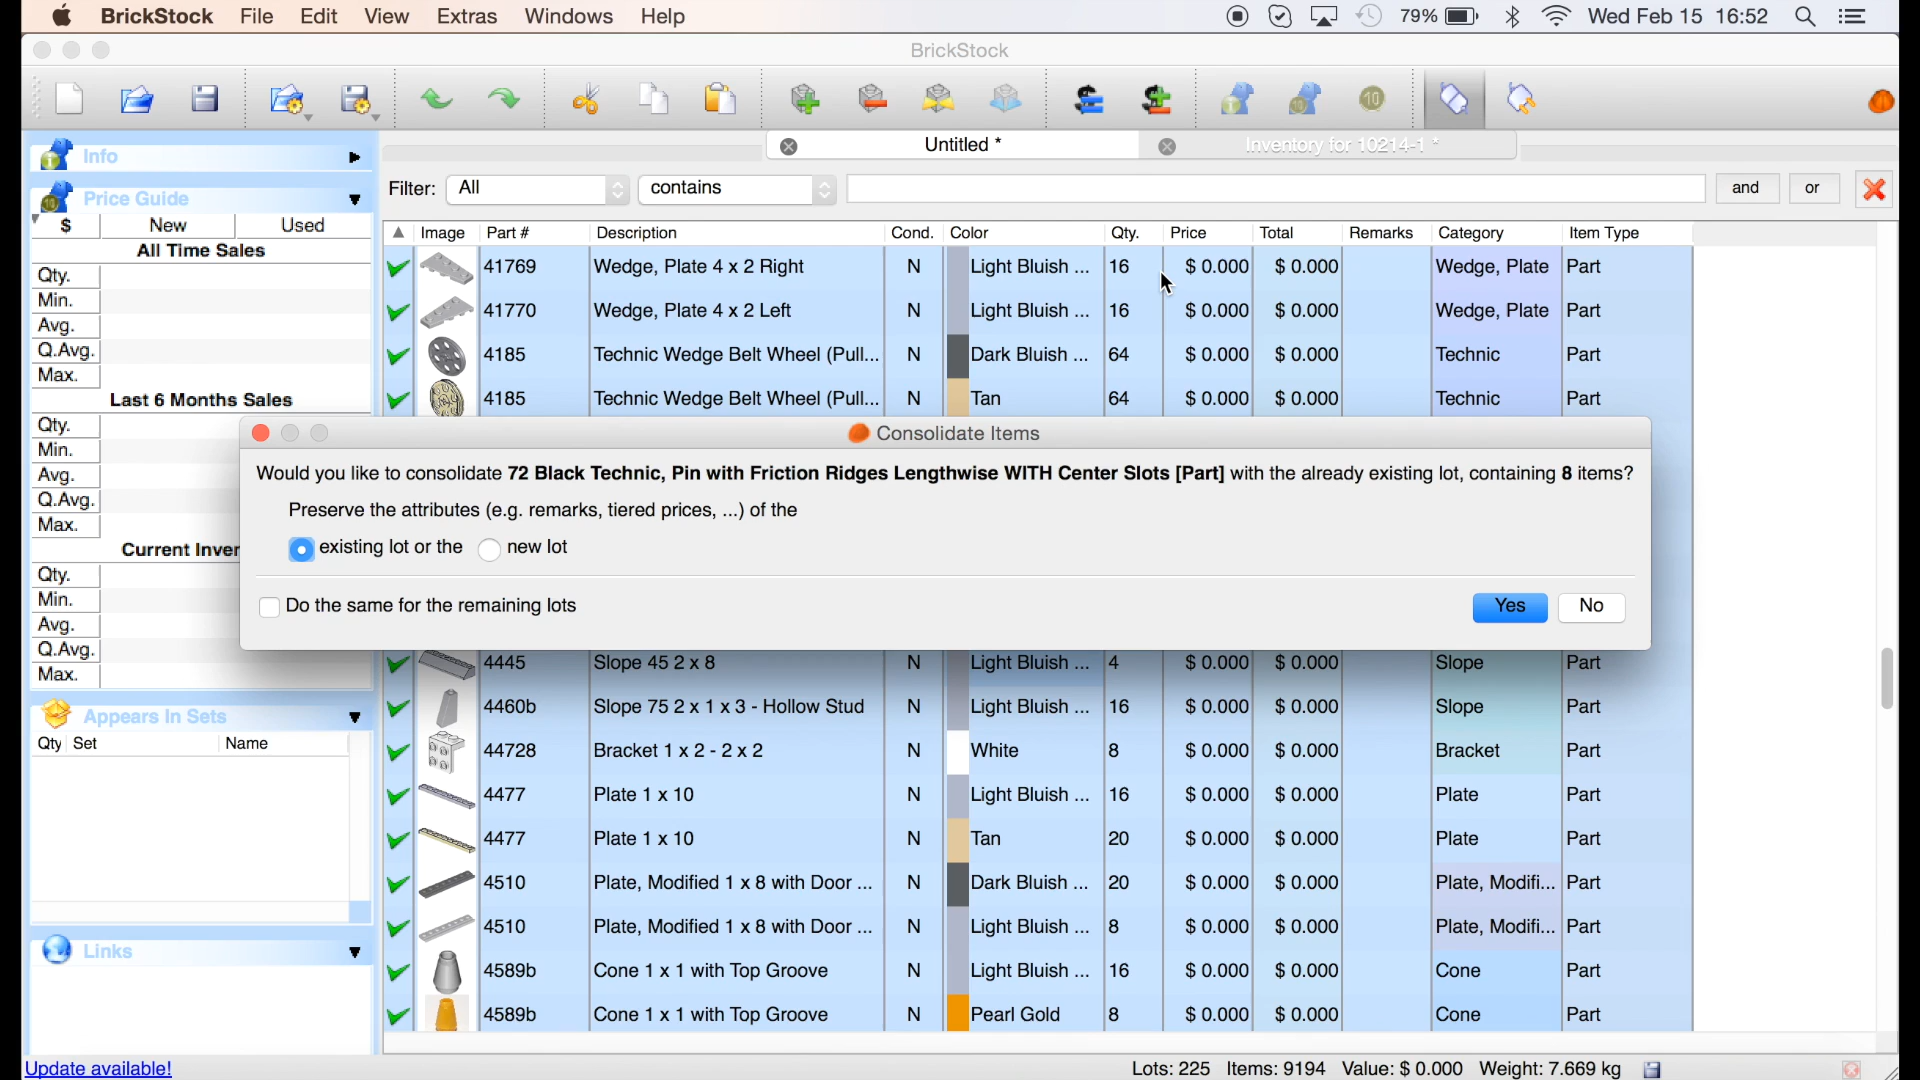 BrickStock File Edit View Extras Windows Help 79% Wed Feb 15 16:52
BrickStock
10
Untitled * Inventory for 10214-1 *
Info
Filter: All contains and or
Price Guide
$ New Used
Image Part # Description Cond. Color Qty. Price Total Remarks Category Item Type
All Time Sales
Qty.
Min.
Avg.
Q.Avg.
Max.
Last 6 Months Sales
Qty.
Min.
Avg.
Q.Avg.
Max.
Current Inver
Qty.
Min.
Avg.
Q.Avg.
Max.
Appears In Sets
Qty Set Name
Links
41769 Wedge, Plate 4 x 2 Right N Light Bluish ... 16 $ 0.000 $ 0.000 Wedge, Plate Part
41770 Wedge, Plate 4 x 2 Left N Light Bluish ... 16 $ 0.000 $ 0.000 Wedge, Plate Part
4185 Technic Wedge Belt Wheel (Pull... N Dark Bluish ... 64 $ 0.000 $ 0.000 Technic Part
4185 Technic Wedge Belt Wheel (Pull... N Tan 64 $ 0.000 $ 0.000 Technic Part
Consolidate Items
Would you like to consolidate 72 Black Technic, Pin with Friction Ridges Lengthwise WITH Center Slots [Part] with the already existing lot, containing 8 items?
Preserve the attributes (e.g. remarks, tiered prices, ...) of the
existing lot or the new lot
Do the same for the remaining lots Yes No
4445 Slope 45 2 x 8 N Light Bluish ... 4 $ 0.000 $ 0.000 Slope Part
4460b Slope 75 2 x 1 x 3 - Hollow Stud N Light Bluish ... 16 $ 0.000 $ 0.000 Slope Part
44728 Bracket 1 x 2 - 2 x 2 N White 8 $ 0.000 $ 0.000 Bracket Part
4477 Plate 1 x 10 N Light Bluish ... 16 $ 0.000 $ 0.000 Plate Part
4477 Plate 1 x 10 N Tan 20 $ 0.000 $ 0.000 Plate Part
4510 Plate, Modified 1 x 8 with Door ... N Dark Bluish ... 20 $ 0.000 $ 0.000 Plate, Modifi... Part
4510 Plate, Modified 1 x 8 with Door ... N Light Bluish ... 8 $ 0.000 $ 0.000 Plate, Modifi... Part
4589b Cone 1 x 1 with Top Groove N Light Bluish ... 16 $ 0.000 $ 0.000 Cone Part
4589b Cone 1 x 1 with Top Groove N Pearl Gold 8 $ 0.000 $ 0.000 Cone Part
Update available! Lots: 225 Items: 9194 Value: $ 0.000 Weight: 7.669 kg